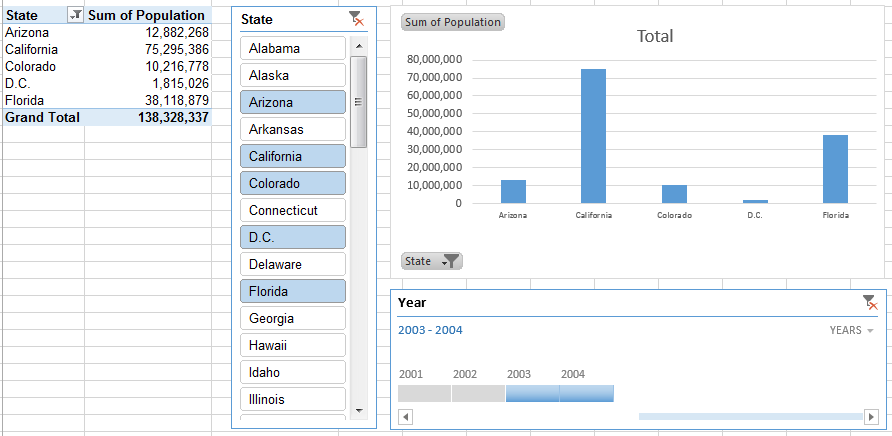 State Sum of Population
Arizona 12,882,268
California 75,295,386
Colorado 10,216,778
D.C. 1,815,026
Florida 38,118,879
Grand Total 138,328,337
State
Alabama
Alaska
Arizona
Arkansas
California
Colorado
Connecticut
D.C.
Delaware
Florida
Georgia
Hawaii
Idaho
Illinois
Sum of Population
Total
80,000,000
70,000,000
60,000,000
50,000,000
40,000,000
30,000,000
20,000,000
10,000,000
0
Arizona California Colorado D.C. Florida
State
Year
2003 - 2004 YEARS
2001 2002 2003 2004